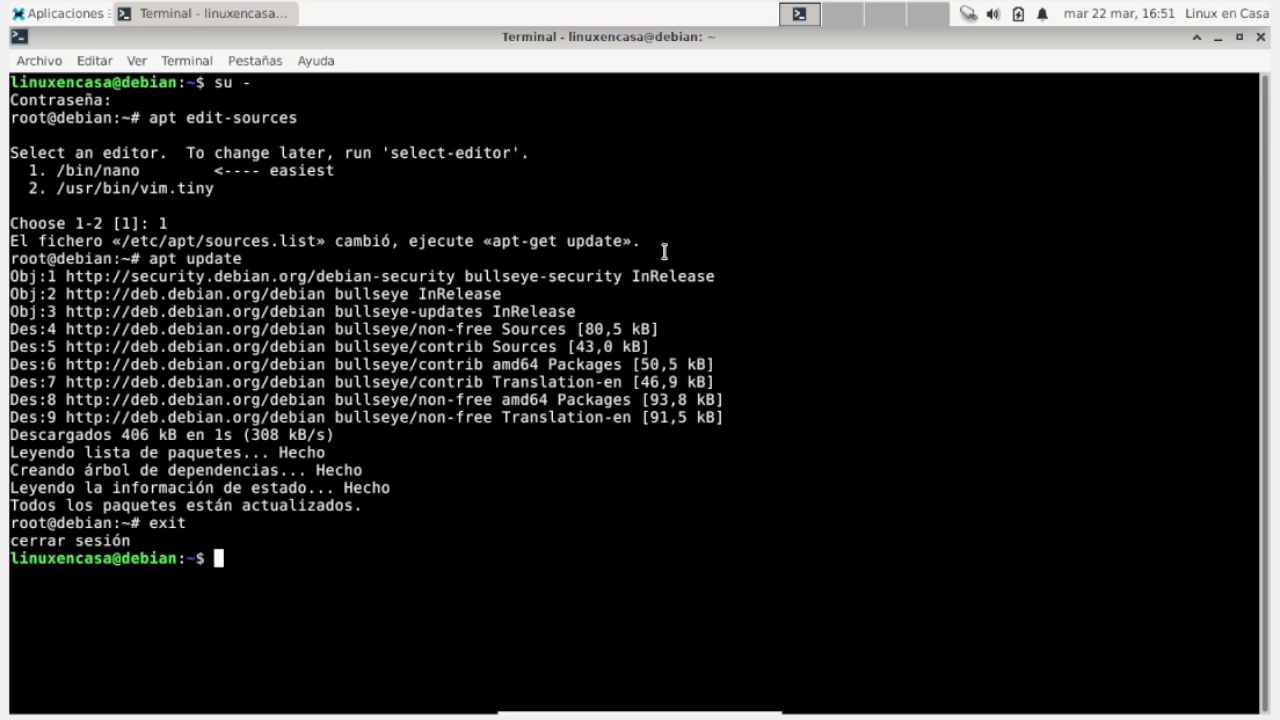 Aplicaciones
Terminal - linuxencasa...
mar 22 mar, 16:51
Linux en Casa
Terminal - linuxencasa@debian: ~
Archivo Editar Ver Terminal Pestañas Ayuda
linuxencasa@debian:~$ su -
Contraseña:
root@debian:~# apt edit-sources
Select an editor.  To change later, run 'select-editor'.
  1. /bin/nano        <---- easiest
  2. /usr/bin/vim.tiny
Choose 1-2 [1]: 1
El fichero «/etc/apt/sources.list» cambió, ejecute «apt-get update».
root@debian:~# apt update
Obj:1 http://security.debian.org/debian-security bullseye-security InRelease
Obj:2 http://deb.debian.org/debian bullseye InRelease
Obj:3 http://deb.debian.org/debian bullseye-updates InRelease
Des:4 http://deb.debian.org/debian bullseye/non-free Sources [80,5 kB]
Des:5 http://deb.debian.org/debian bullseye/contrib Sources [43,0 kB]
Des:6 http://deb.debian.org/debian bullseye/contrib amd64 Packages [50,5 kB]
Des:7 http://deb.debian.org/debian bullseye/contrib Translation-en [46,9 kB]
Des:8 http://deb.debian.org/debian bullseye/non-free amd64 Packages [93,8 kB]
Des:9 http://deb.debian.org/debian bullseye/non-free Translation-en [91,5 kB]
Descargados 406 kB en 1s (308 kB/s)
Leyendo lista de paquetes... Hecho
Creando árbol de dependencias... Hecho
Leyendo la información de estado... Hecho
Todos los paquetes están actualizados.
root@debian:~# exit
cerrar sesión
linuxencasa@debian:~$